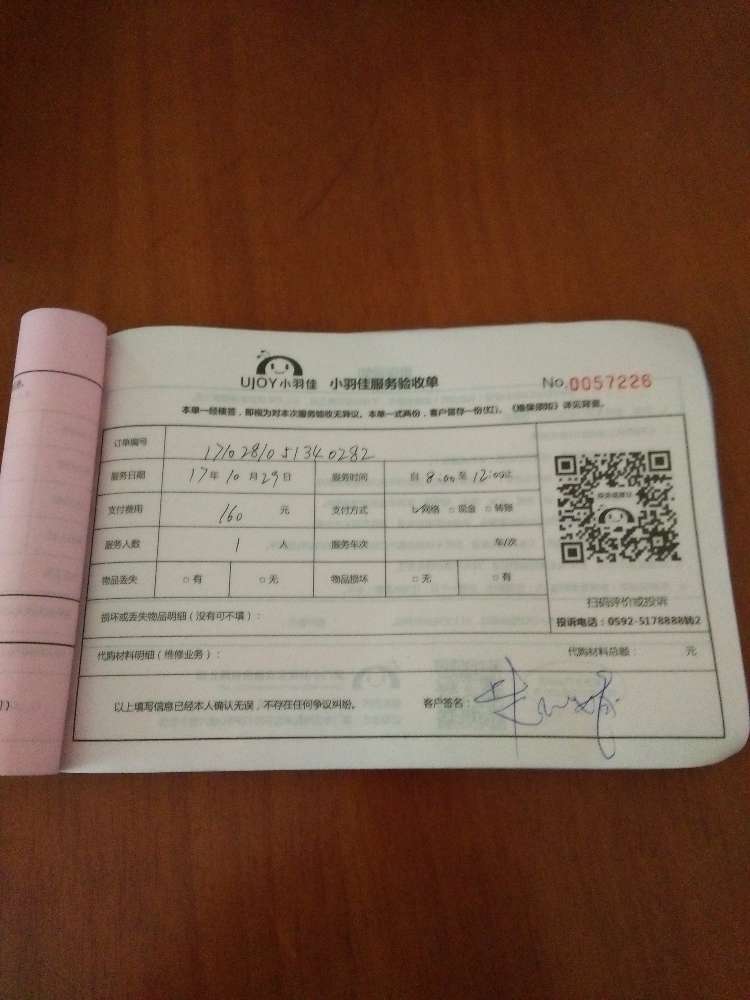 UJOY小羽佳 小羽佳服务验收单 No.0057226
本单一经签签，即视为对本次服务验收无异议。本单一式两份，客户留存一份(红)。《维保须知》详见背面。
订单编号 1710281051340282
服务日期 17年10月29日 服务时间 自8:00至12:00止
支付费用 160 元 支付方式 ☑网络 □现金 □转账
服务人数 1 人 服务车次 车/次
物品丢失 □有 □无 物品损坏 □无 □有
扫码评价或投诉
投诉电话：0592-5178888转2
损坏或丢失物品明细（没有可不填）：
代购材料明细（维修业务）： 代购材料总额： 元
以上填写信息已经本人确认无误，不存在任何争议纠纷。 客户签名：